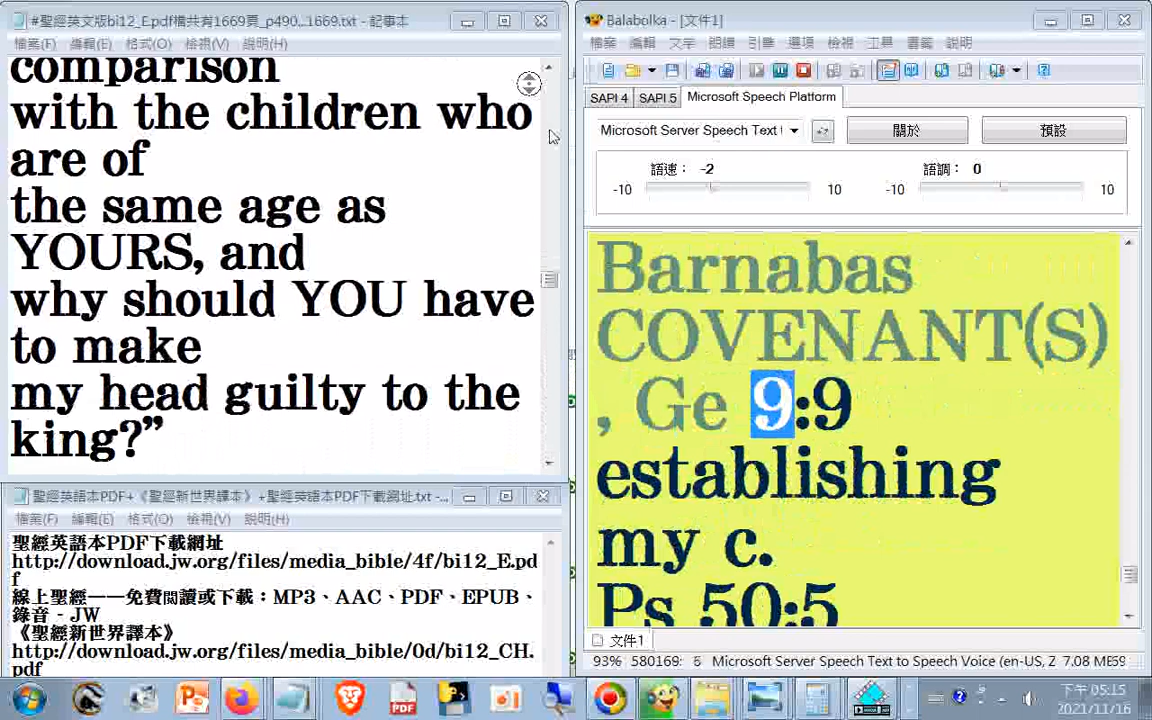 #聖經英文版bi12_E.pdf橫共有1669頁_p490...1669.txt - 記事本
檔案(F) 編輯(E) 格式(O) 檢視(V) 說明(H)
comparison
with the children who
are of
the same age as
YOURS, and
why should YOU have
to make
my head guilty to the
king?”
聖經英語本PDF+《聖經新世界譯本》+聖經英語本PDF下載網址.txt -...
檔案(F) 編輯(E) 格式(O) 檢視(V) 說明(H)
聖經英語本PDF下載網址
http://download.jw.org/files/media_bible/4f/bi12_E.pd
f
線上聖經——免費閱讀或下載：MP3、AAC、PDF、EPUB、
錄音 - JW
《聖經新世界譯本》
http://download.jw.org/files/media_bible/0d/bi12_CH.
pdf
Balabolka - [文件1]
檔案 編輯 文字 朗讀 引擎 選項 檢視 工具 書籤 說明
SAPI 4 SAPI 5 Microsoft Speech Platform
Microsoft Server Speech Text 關於 預設
語速： -2 語調： 0
-10 10 -10 10
Barnabas
COVENANT(S)
, Ge 9:9
establishing
my c.
Ps 50:5
文件1
93% 580169: 5 Microsoft Server Speech Text to Speech Voice (en-US, Z 7.08 ME59
下午 05:15
2021/11/16